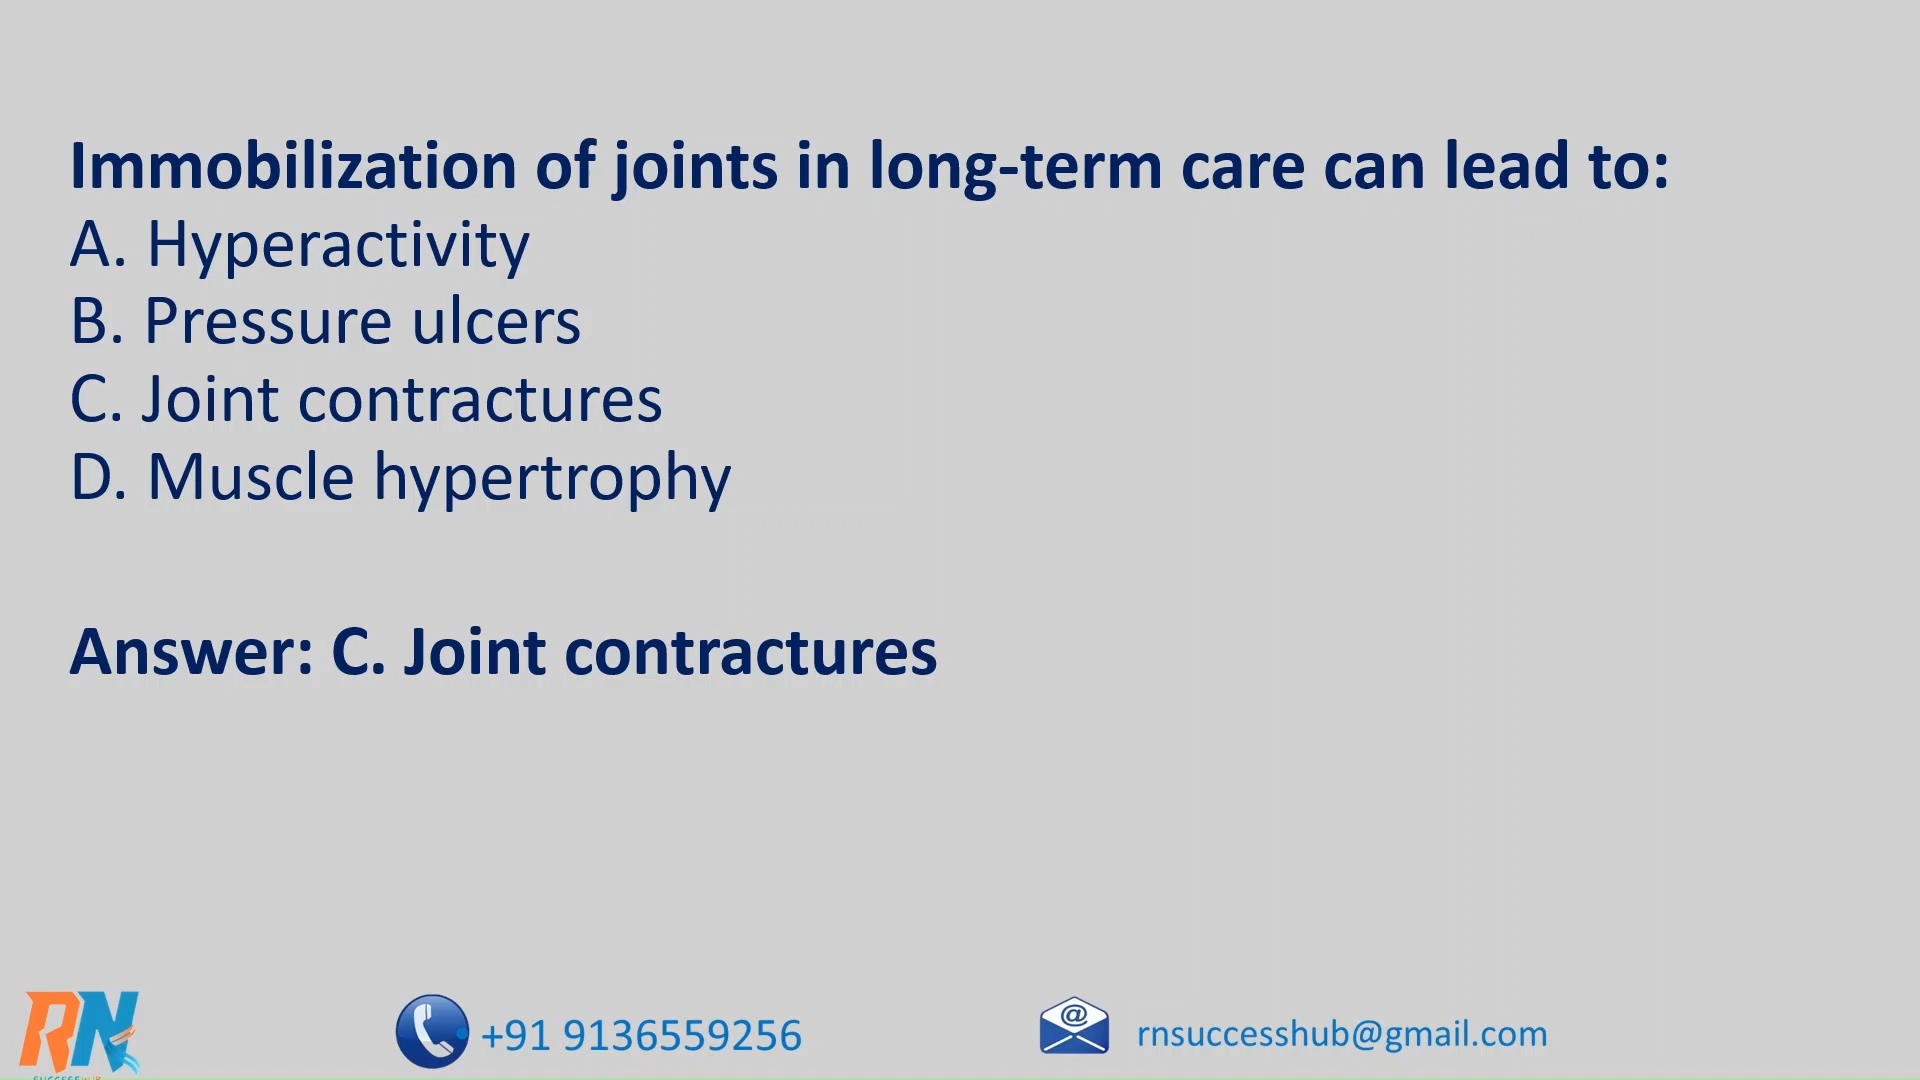 Immobilization of joints in long-term care can lead to:
A. Hyperactivity
B. Pressure ulcers
C. Joint contractures
D. Muscle hypertrophy
Answer: C. Joint contractures
RN
+91 9136559256
@
rnsuccesshub@gmail.com